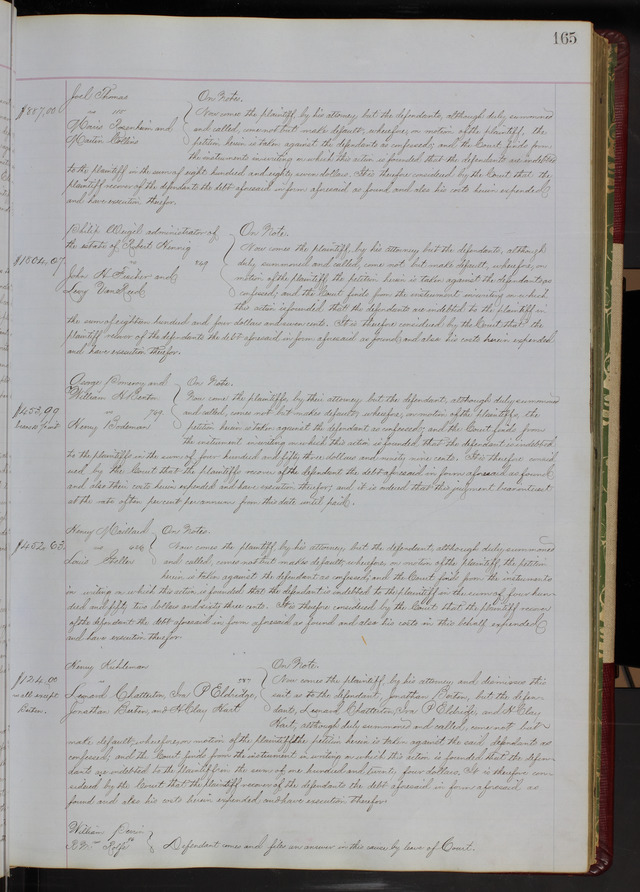 165
Joel Thomas
vs
Marie Rosenheim and
Martin Collins
$887.00
On Notes.
Now comes the plaintiff, by his attorney but the defendants, although duly summoned
and called, come not but make default; wherefore, on motion of the plaintiff, the
petition herein is taken against the defendants as confessed; and the Court finds from
the instruments in writing on which this action is founded that the defendants are indebted
to the plaintiff in the sum of eight hundred and eighty seven dollars. It is therefore considered by the Court that the
plaintiff recover of the defendants the debt aforesaid in form aforesaid as found and also his costs herein expended
and have execution therefor.
Philip Weigel administrator of
the estate of Robert Hennig
vs
John H. Fischer and
Levy
$1804.07
On Note.
Now comes the plaintiff, by his attorney but the defendants, although
duly summoned and called, come not but make default; wherefore, on
motion of the plaintiff the petition herein is taken against the defendants as
confessed; and the Court finds from the instrument in writing on which
this action is founded that the defendants are indebted to the plaintiff in
the sum of eighteen hundred and four dollars and seven cents. It is therefore considered by the Court that the
plaintiff recover of the defendants the debt aforesaid in form aforesaid as found and also his costs herein expended
and have execution therefor.
George Pomeroy and
William H. Benton
vs
Henry Bodeman
$453.99
On Note.
Now come the plaintiffs, by their attorney but the defendant, although duly summoned
and called, comes not but makes default; wherefore, on motion of the plaintiffs, the
petition herein is taken against the defendant as confessed; and the Court finds from
the instrument in writing on which this action is founded, that the defendant is indebted
to the plaintiffs in the sum of four hundred and fifty three dollars and ninety nine cents. It is therefore consid-
ered by the Court that the plaintiffs recover of the defendant the debt aforesaid in form aforesaid as found
and also their costs herein expended and have execution therefor; and it is ordered that this judgment bear interest
at the rate of ten per cent per annum from this date until paid.
Henry Maillard
vs
Louis
$452.63
On Notes.
Now comes the plaintiff, by his attorney, but the defendant, although duly summoned
and called, comes not but makes default; wherefore, on motion of the plaintiff, the petition
herein is taken against the defendant as confessed; and the Court finds from the instruments
in writing on which this action is founded that the defendant is indebted to the plaintiff in the sum of four hun-
dred and fifty two dollars and sixty three cents. It is therefore considered by the Court that the plaintiff recover
of the defendant the debt aforesaid in form aforesaid as found and also his costs in this behalf expended
and have execution therefor.
Henry Kuhleman
vs
Leonard Chatterton, Ira P. Eldridge,
Jonathan Borton, and H. Clay Hart.
$124.00
vs all except
Borton.
On Note.
Now comes the plaintiff, by his attorney and dismisses this
suit as to the defendant, Jonathan Borton, but the defen-
dants, Leonard Chatterton, Ira P. Eldridge, and H. Clay
Hart, although duly summoned and called, come not but
make default; wherefore, on motion of the plaintiff the petition herein is taken against the said defendants as
confessed; and the Court finds from the instrument in writing on which this action is founded that the defen-
dants are indebted to the plaintiff in the sum of one hundred and twenty four dollars. It is therefore con-
sidered by the Court that the plaintiff recover of the defendants the debt aforesaid in form aforesaid as
found and also his costs herein expended and have execution therefor.
William
vs
Defendant comes and files an answer in this cause by leave of Court.